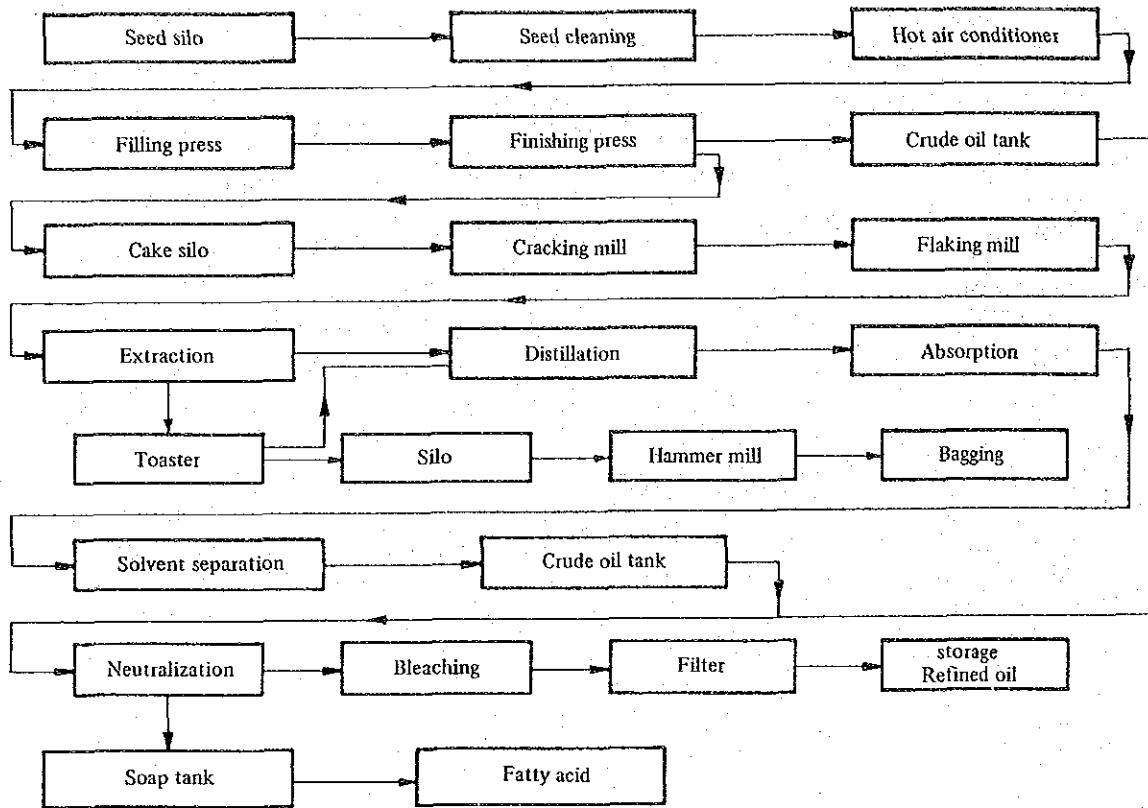 Seed silo
Seed cleaning
Hot air conditioner
Filling press
Finishing press
Crude oil tank
Cake silo
Cracking mill
Flaking mill
Extraction
Distillation
Absorption
Toaster
Silo
Hammer mill
Bagging
Solvent separation
Crude oil tank
Neutralization
Bleaching
Filter
storage
Refined oil
Soap tank
Fatty acid